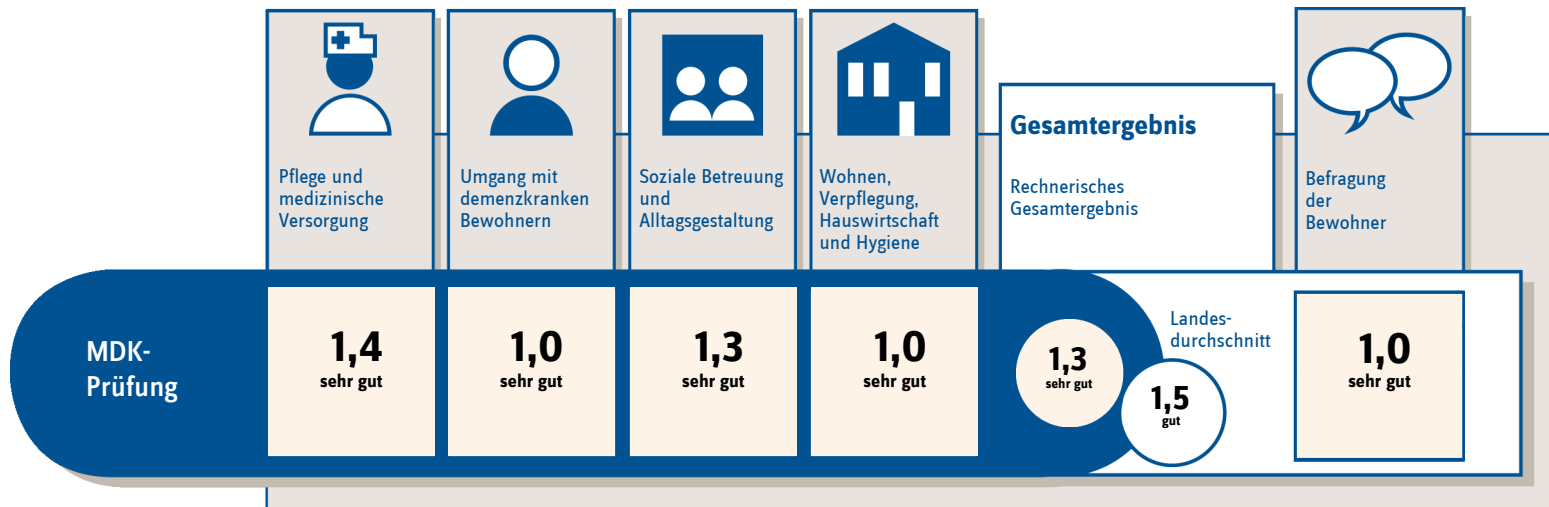 Pflege und
medizinische
Versorgung
Umgang mit
demenzkranken
Bewohnern
Soziale Betreuung
und
Alltagsgestaltung
Wohnen,
Verpflegung,
Hauswirtschaft
und Hygiene
Gesamtergebnis
Rechnerisches
Gesamtergebnis
Befragung
der
Bewohner
MDK-
Prüfung
1,4
sehr gut
1,0
sehr gut
1,3
sehr gut
1,0
sehr gut
1,3
sehr gut
Landes-
durchschnitt
1,5
gut
1,0
sehr gut